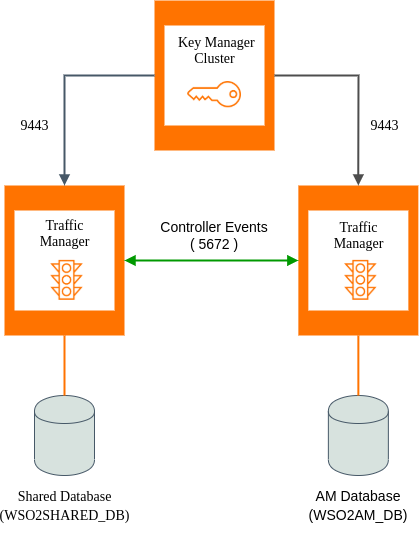 Key Manager
Cluster
9443
9443
Traffic
Manager
Controller Events
( 5672 )
Traffic
Manager
Shared Database
(WSO2SHARED_DB)
AM Database
(WSO2AM_DB)